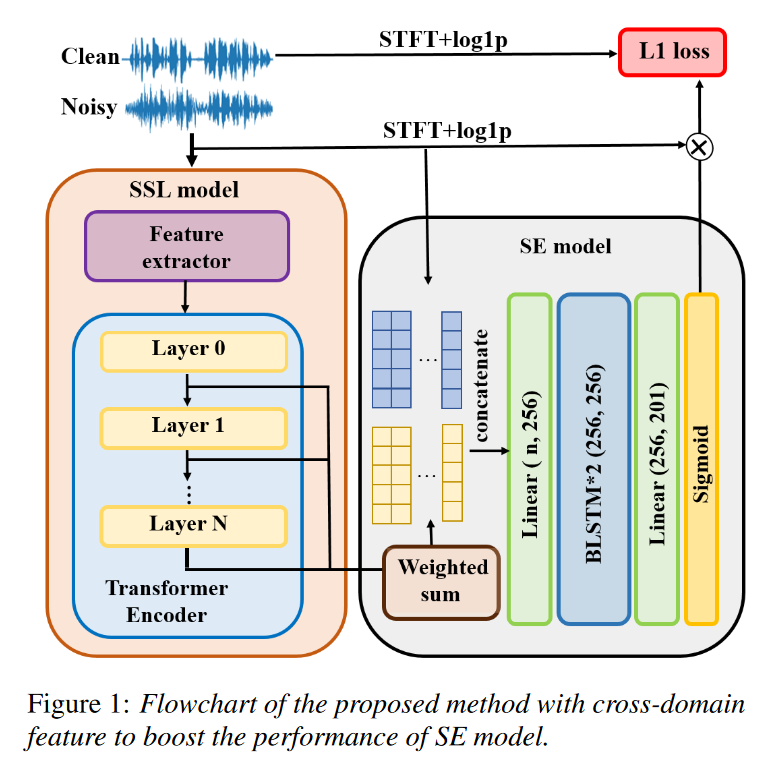 Clean
STFT+log1p
L1 loss
Noisy
STFT+log1p
SSL model
Feature
extractor
Layer 0
Layer 1
...
Layer N
Transformer
Encoder
SE model
...
concatenate
...
Weighted
sum
Linear ( n, 256)
BLSTM*2 (256, 256)
Linear (256, 201)
Sigmoid
Figure 1: Flowchart of the proposed method with cross-domain
feature to boost the performance of SE model.